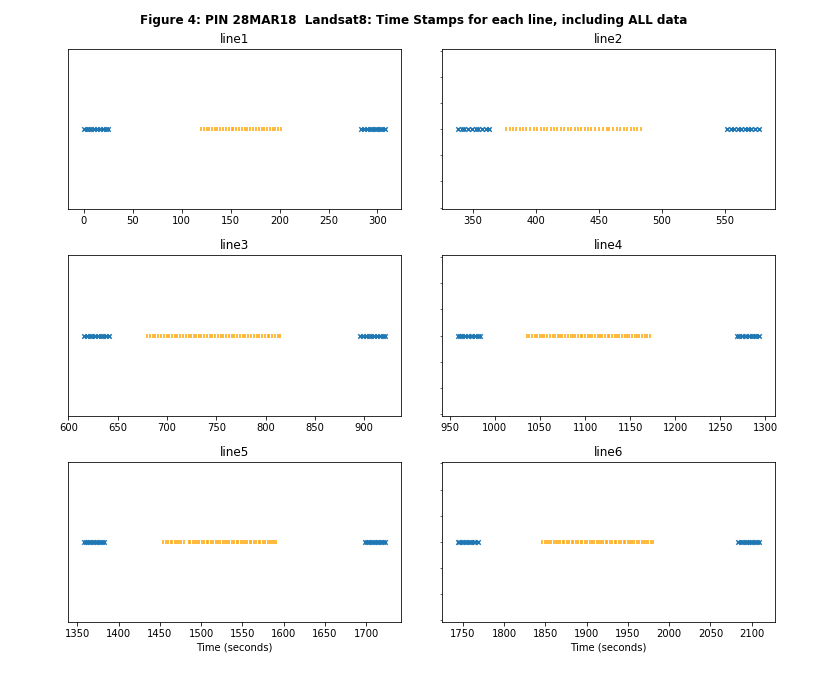 Figure 4: PIN 28MAR18  Landsat8: Time Stamps for each line, including ALL data
line1
line2
0 50 100 150 200 250 300
350 400 450 500 550
line3
line4
600 650 700 750 800 850 900
950 1000 1050 1100 1150 1200 1250 1300
line5
line6
1350 1400 1450 1500 1550 1600 1650 1700
1750 1800 1850 1900 1950 2000 2050 2100
Time (seconds)
Time (seconds)